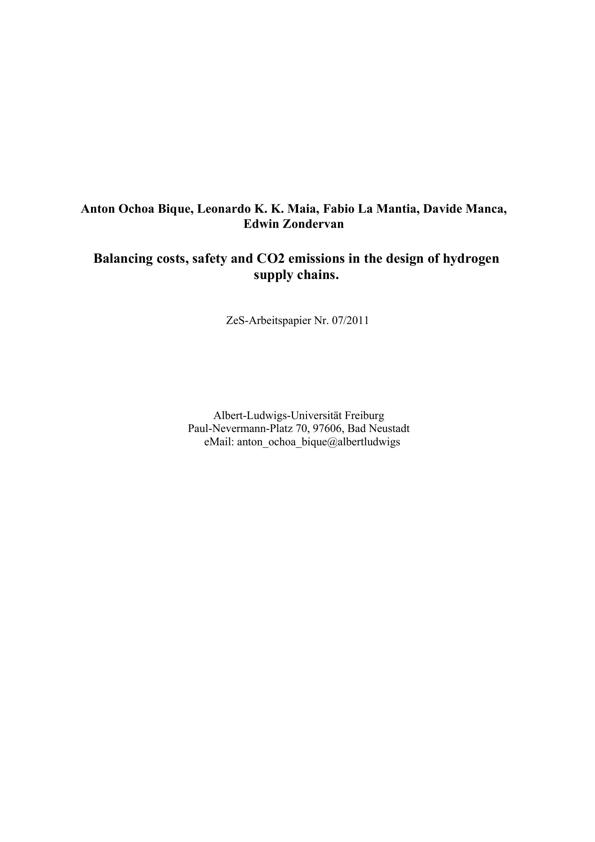 Anton Ochoa Bique, Leonardo K. K. Maia, Fabio La Mantia, Davide Manca,
Edwin Zondervan
Balancing costs, safety and CO2 emissions in the design of hydrogen
supply chains.
ZeS-Arbeitspapier Nr. 07/2011
Albert-Ludwigs-Universität Freiburg
Paul-Nevermann-Platz 70, 97606, Bad Neustadt
eMail: anton_ochoa_bique@albertludwigs